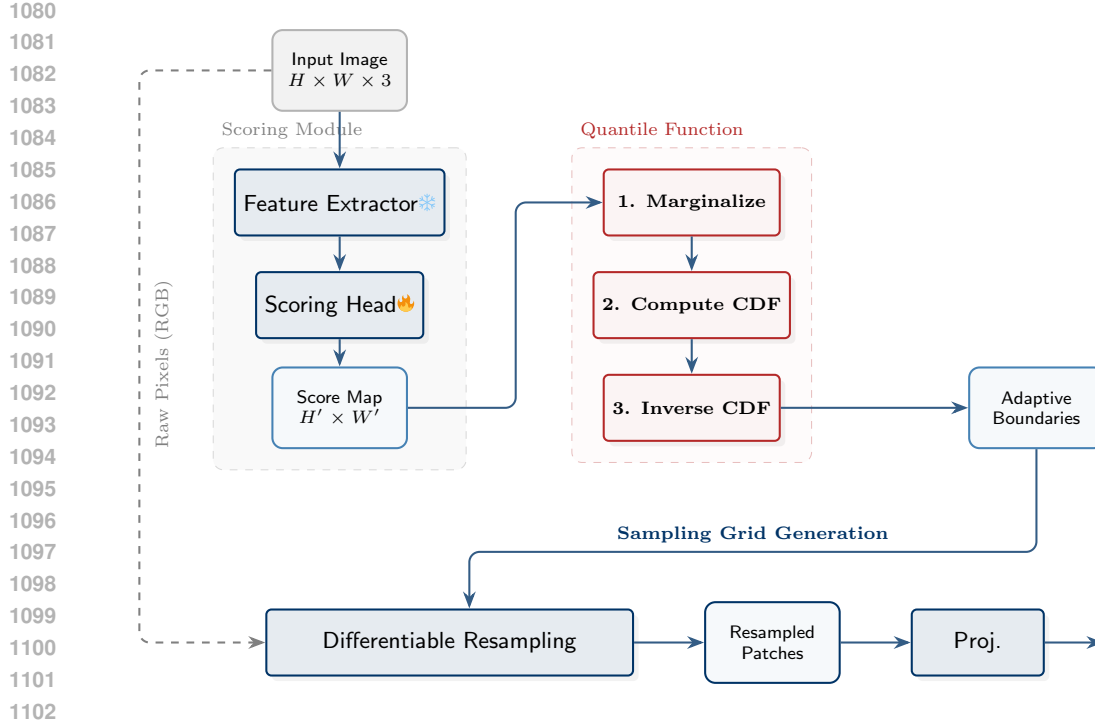 1080
1081
1082
1083
1084
1085
1086
1087
1088
1089
1090
1091
1092
1093
1094
1095
1096
1097
1098
1099
1100
1101
1102
Input Image
H × W × 3
Scoring Module
Feature Extractor
Scoring Head
Score Map
H′ × W′
Raw Pixels (RGB)
Quantile Function
1. Marginalize
2. Compute CDF
3. Inverse CDF
Adaptive
Boundaries
Sampling Grid Generation
Differentiable Resampling
Resampled
Patches
Proj.